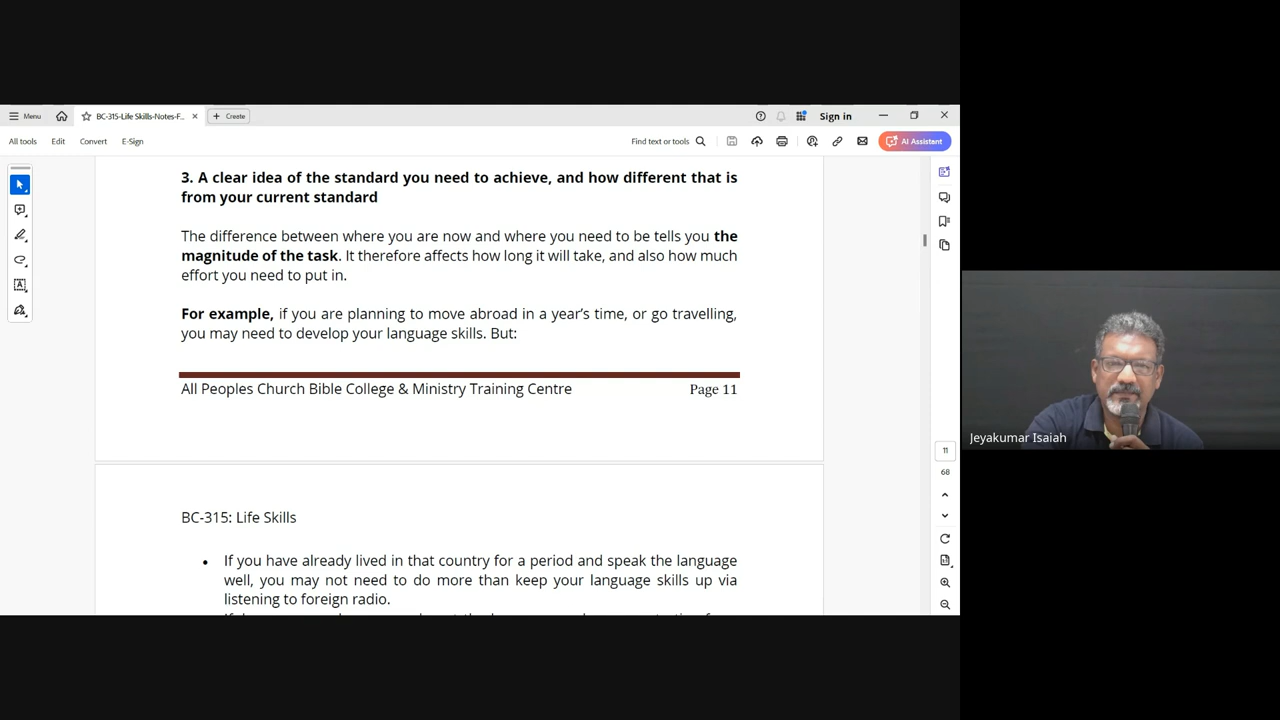 Menu
BC-315-Life Skills-Notes-F...
Create
Sign in
All tools
Edit
Convert
E-Sign
Find text or tools
AI Assistant
3. A clear idea of the standard you need to achieve, and how different that is
from your current standard
The difference between where you are now and where you need to be tells you the
magnitude of the task. It therefore affects how long it will take, and also how much
effort you need to put in.
For example, if you are planning to move abroad in a year's time, or go travelling,
you may need to develop your language skills. But:
All Peoples Church Bible College & Ministry Training Centre Page 11
11
68
BC-315: Life Skills
• If you have already lived in that country for a period and speak the language
well, you may not need to do more than keep your language skills up via
listening to foreign radio.
Jeyakumar Isaiah